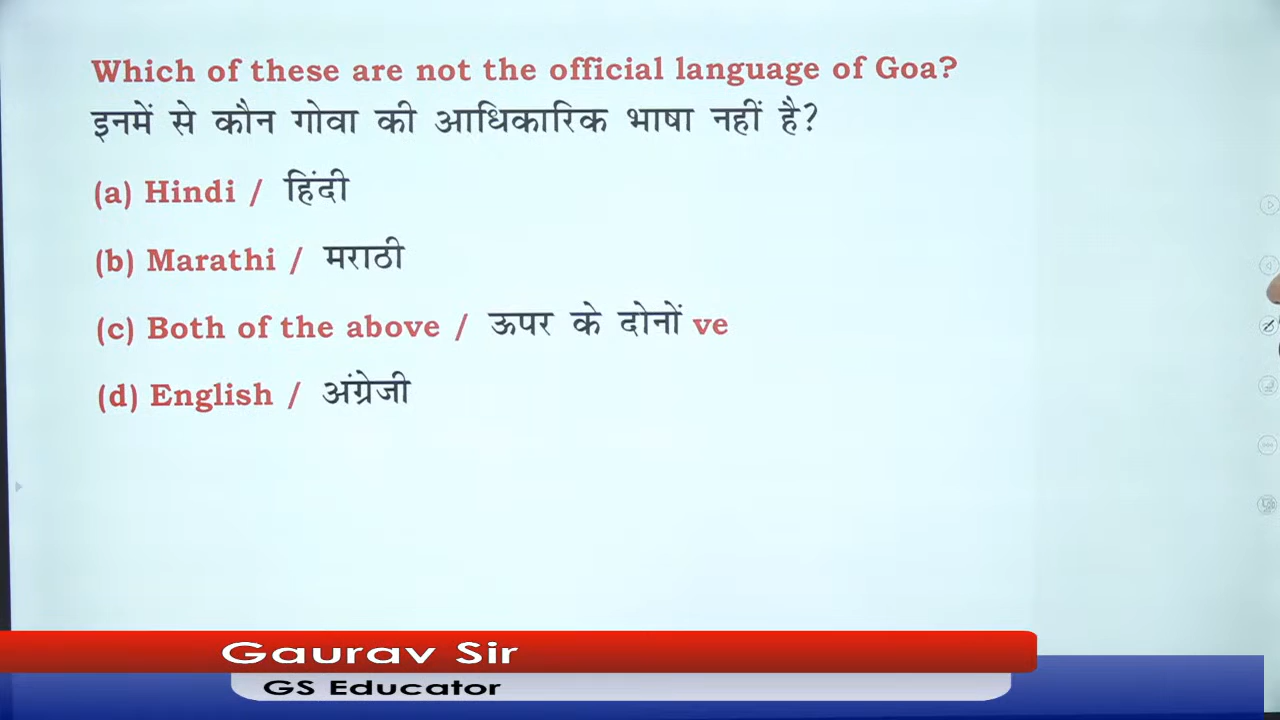 Which of these are not the official language of Goa?
इनमें से कौन गोवा की आधिकारिक भाषा नहीं है?
(a) Hindi / हिंदी
(b) Marathi / मराठी
(c) Both of the above / ऊपर के दोनों ve
(d) English / अंग्रेजी
Gaurav Sir
GS Educator